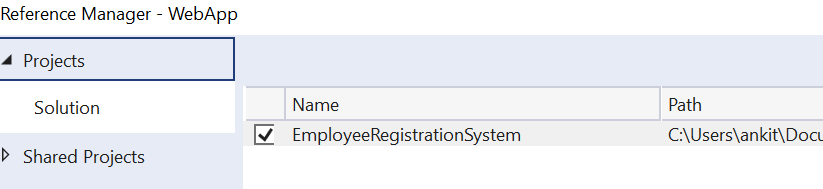 Reference Manager - WebApp
Projects
Solution
Shared Projects
Name Path
EmployeeRegistrationSystem C:\Users\ankit\Docu